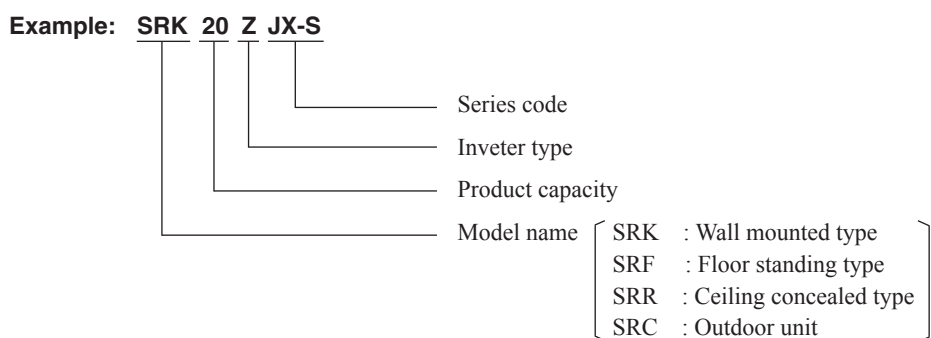 Example: SRK 20 Z JX-S
Series code
Inveter type
Product capacity
Model name
SRK : Wall mounted type
SRF : Floor standing type
SRR : Ceiling concealed type
SRC : Outdoor unit